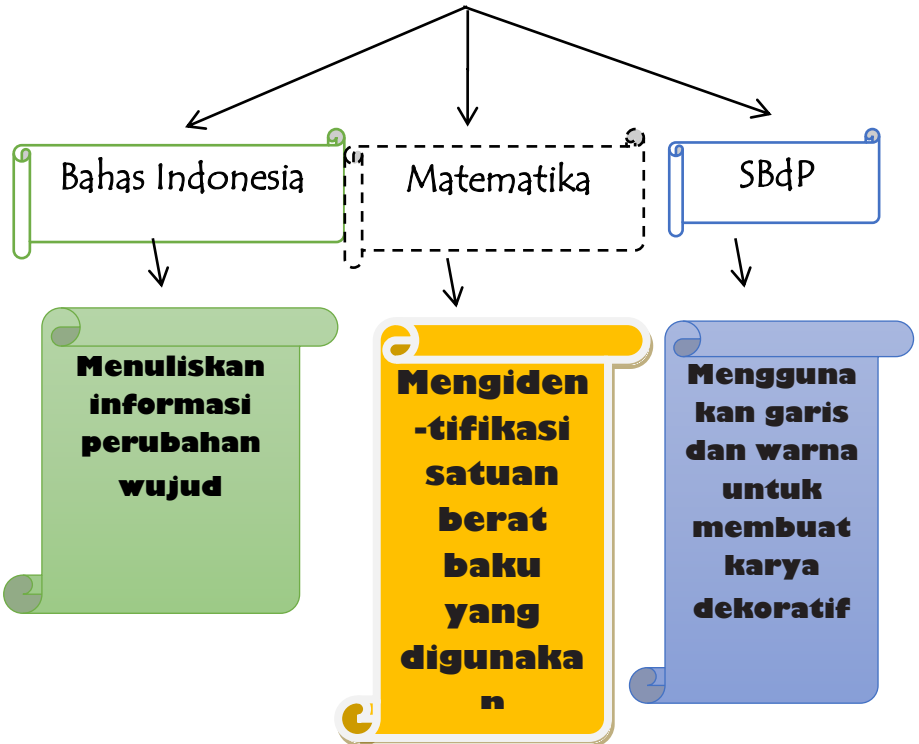 Bahas Indonesia
Matematika
SBdP
Menuliskan
informasi
perubahan
wujud
Mengiden
-tifikasi
satuan
berat
baku
yang
digunaka
n
Mengguna
kan garis
dan warna
untuk
membuat
karya
dekoratif